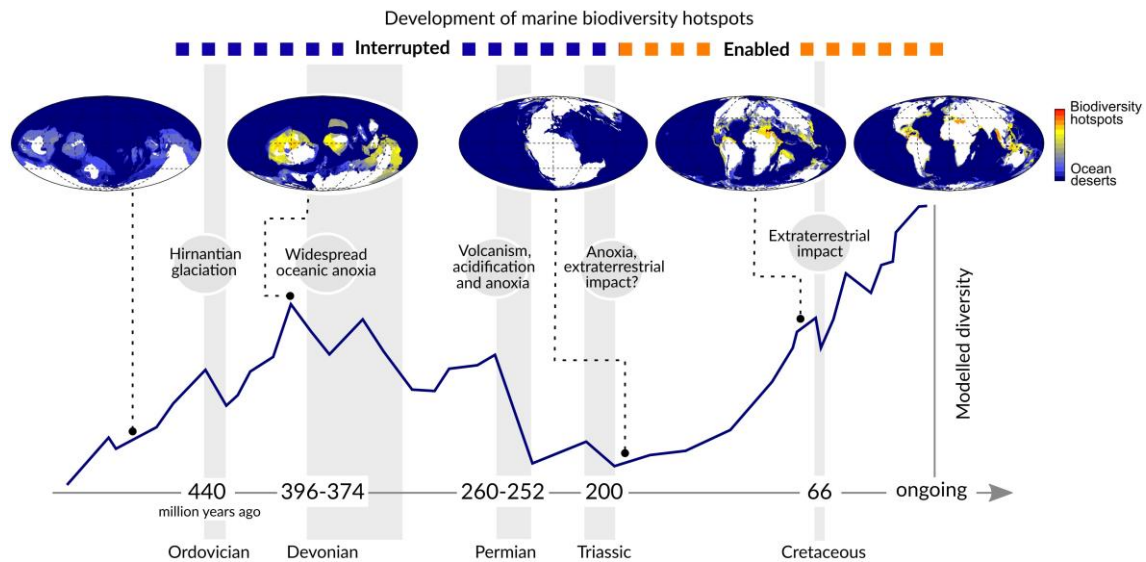 Development of marine biodiversity hotspots
Interrupted
Enabled
Biodiversity
hotspots
Ocean
deserts
Hirnantian
glaciation
Widespread
oceanic anoxia
Volcanism,
acidification
and anoxia
Anoxia,
extraterrestrial
impact?
Extraterrestrial
impact
Modelled diversity
440
396-374
260-252
200
66
ongoing
million years ago
Ordovician
Devonian
Permian
Triassic
Cretaceous